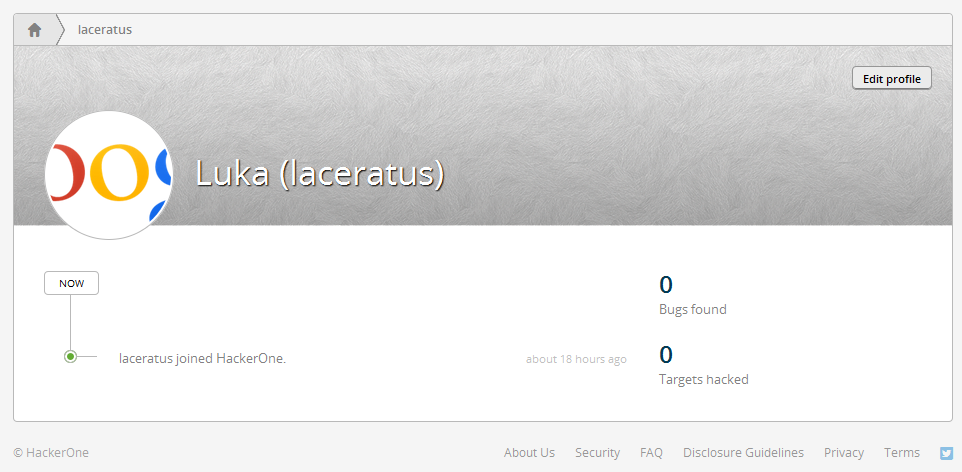 laceratus
Edit profile
Luka (laceratus)
NOW
laceratus joined HackerOne.
about 18 hours ago
0
Bugs found
0
Targets hacked
© HackerOne
About Us Security FAQ Disclosure Guidelines Privacy Terms